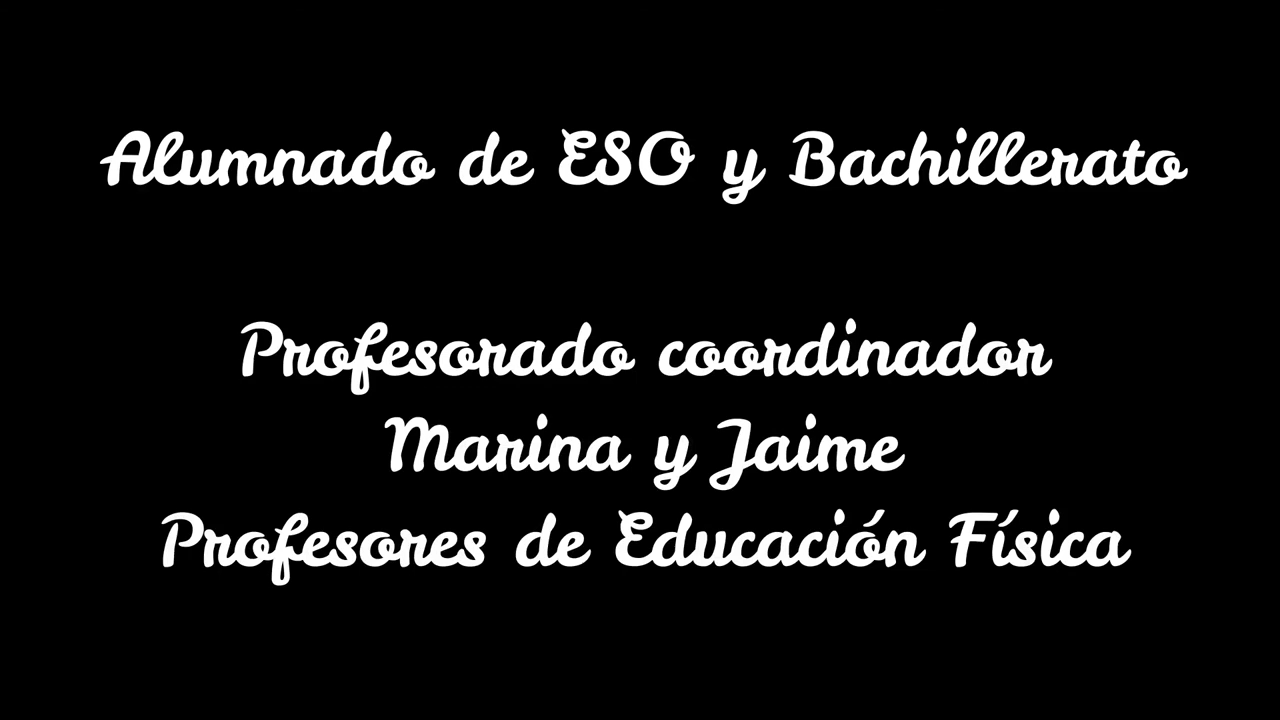 Alumnado de ESO y Bachillerato
Profesorado coordinador
Marina y Jaime
Profesores de Educación Física